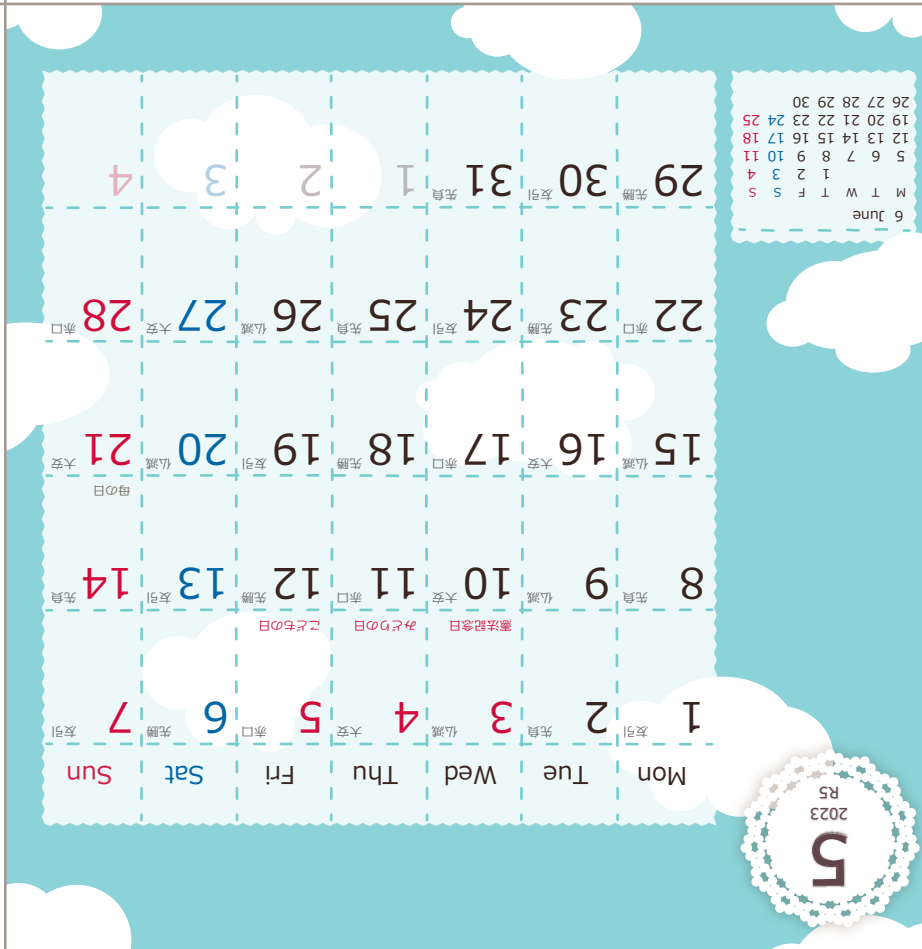 5
2023
R5
Mon Tue Wed Thu Fri Sat Sun
1 友引 2 先負 3 仏滅 4 大安 5 赤口 6 先勝 7 友引
憲法記念日 みどりの日 こどもの日
8 先負 9 仏滅 10 大安 11 赤口 12 先勝 13 友引 14 先負
母の日
15 仏滅 16 大安 17 赤口 18 先勝 19 友引 20 仏滅 21 大安
22 赤口 23 先勝 24 友引 25 先負 26 仏滅 27 大安 28 赤口
29 先勝 30 友引 31 先負 1 2 3 4
6 June
M T W T F S S
1 2 3 4
5 6 7 8 9 10 11
12 13 14 15 16 17 18
19 20 21 22 23 24 25
26 27 28 29 30